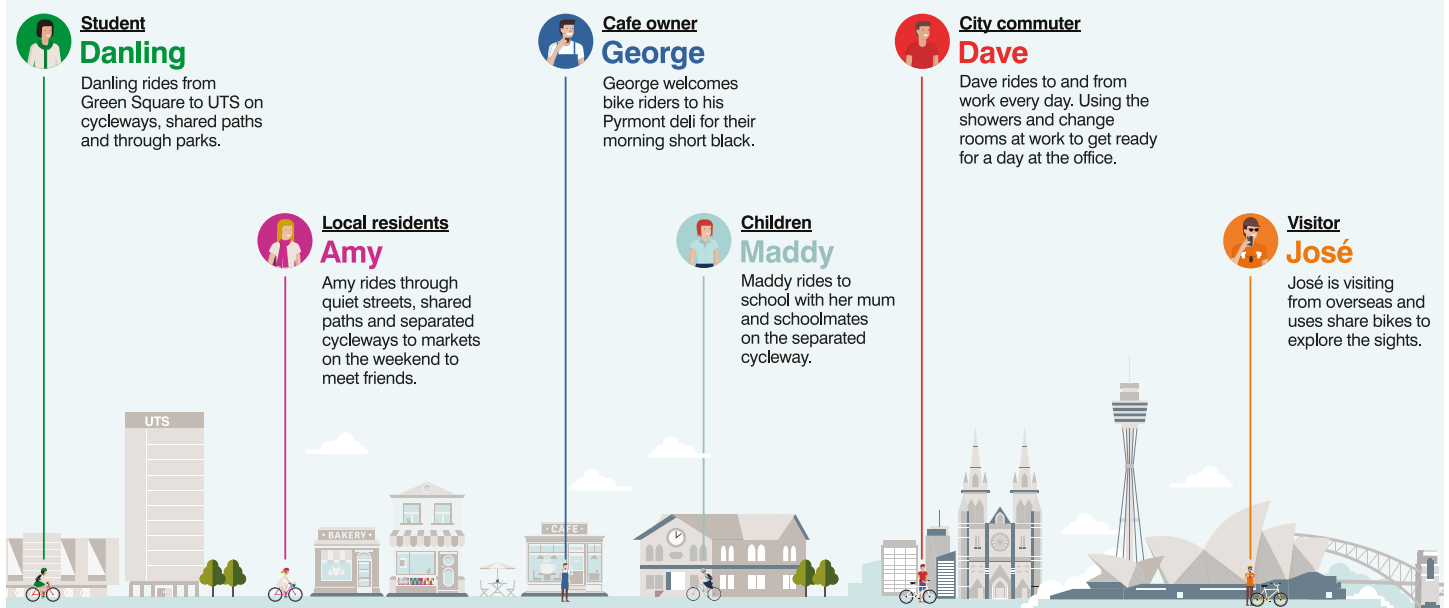 Student
Danling
Danling rides from
Green Square to UTS on
cycleways, shared paths
and through parks.
Cafe owner
George
George welcomes
bike riders to his
Pyrmont deli for their
morning short black.
City commuter
Dave
Dave rides to and from
work every day. Using the
showers and change
rooms at work to get ready
for a day at the office.
Local residents
Amy
Amy rides through
quiet streets, shared
paths and separated
cycleways to markets
on the weekend to
meet friends.
Children
Maddy
Maddy rides to
school with her mum
and schoolmates
on the separated
cycleway.
Visitor
José
José is visiting
from overseas and
uses share bikes to
explore the sights.
UTS
• BAKERY •
• CAFE •